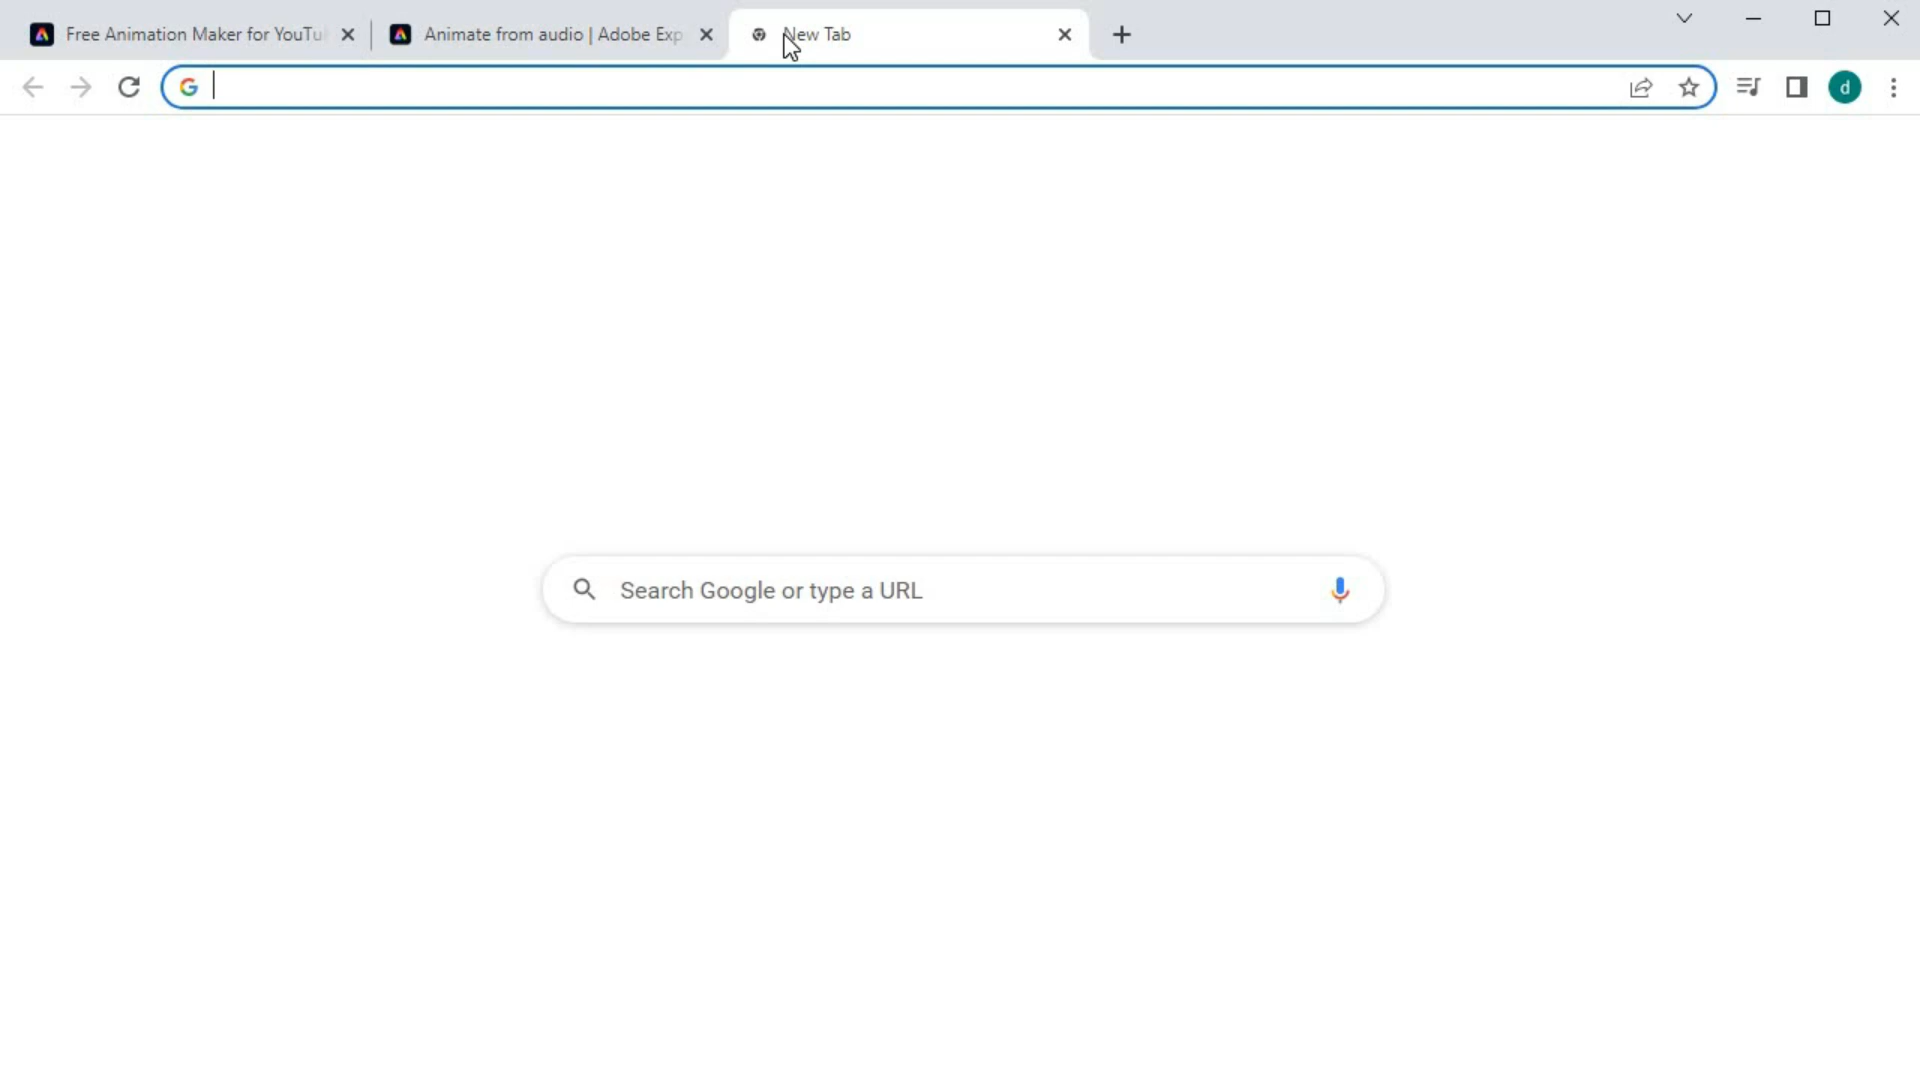 Free Animation Maker for YouTu
Animate from audio | Adobe Exp
New Tab
d
Search Google or type a URL